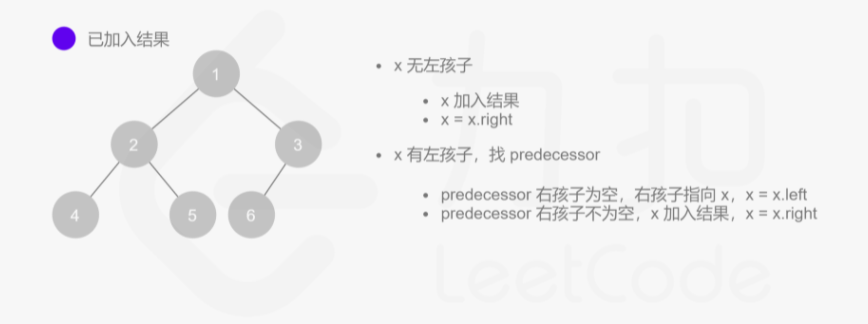 已加入结果
1
• x 无左孩子
2
3
• x 加入结果
• x = x.right
• x 有左孩子，找 predecessor
4
5
6
• predecessor 右孩子为空，右孩子指向 x，x = x.left
• predecessor 右孩子不为空，x 加入结果，x = x.right
力扣
LeetCode